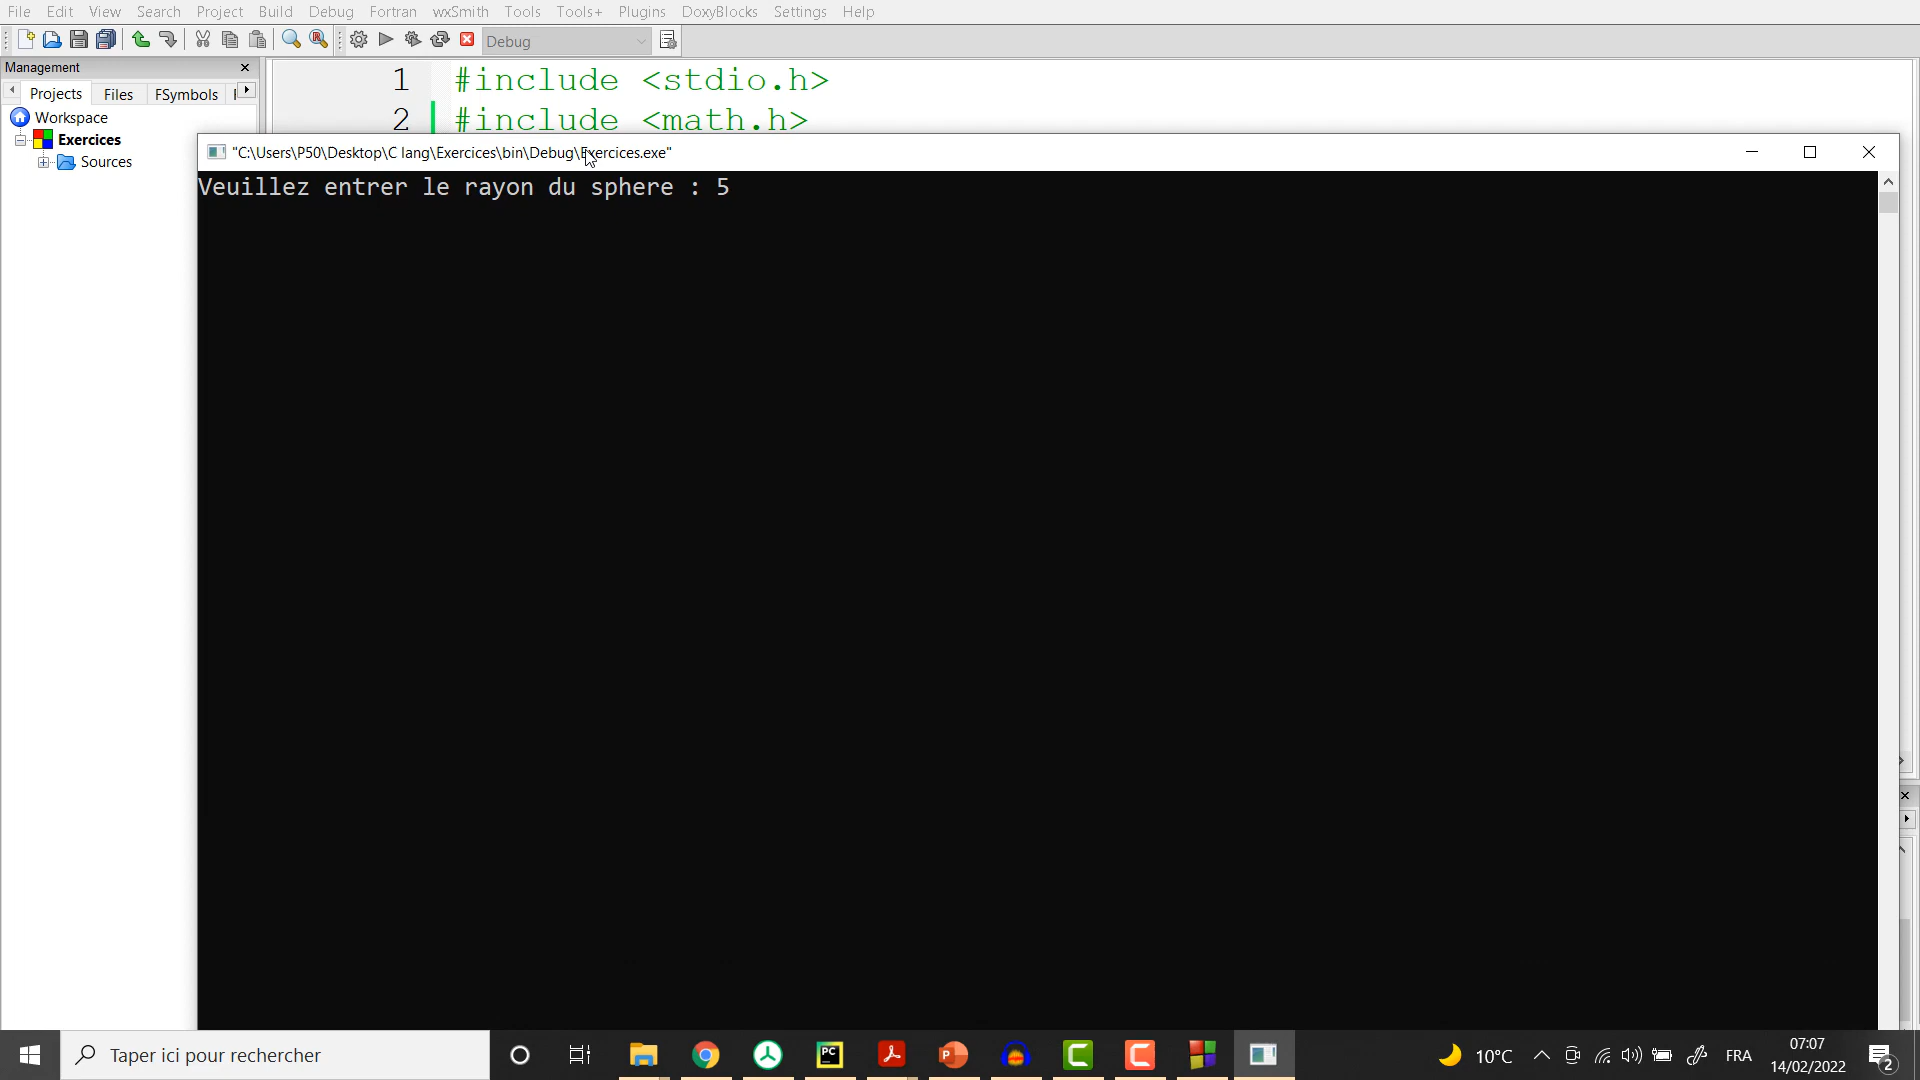 File Edit View Search Project Build Debug Fortran wxSmith Tools Tools+ Plugins DoxyBlocks Settings Help
Debug
Management
Projects Files FSymbols
Workspace
Exercices
Sources
1 #include <stdio.h>
2 #include <math.h>
"C:\Users\P50\Desktop\C lang\Exercices\bin\Debug\Exercices.exe"
Veuillez entrer le rayon du sphere : 5
Taper ici pour rechercher
PC
10°C
FRA
07:07
14/02/2022
2